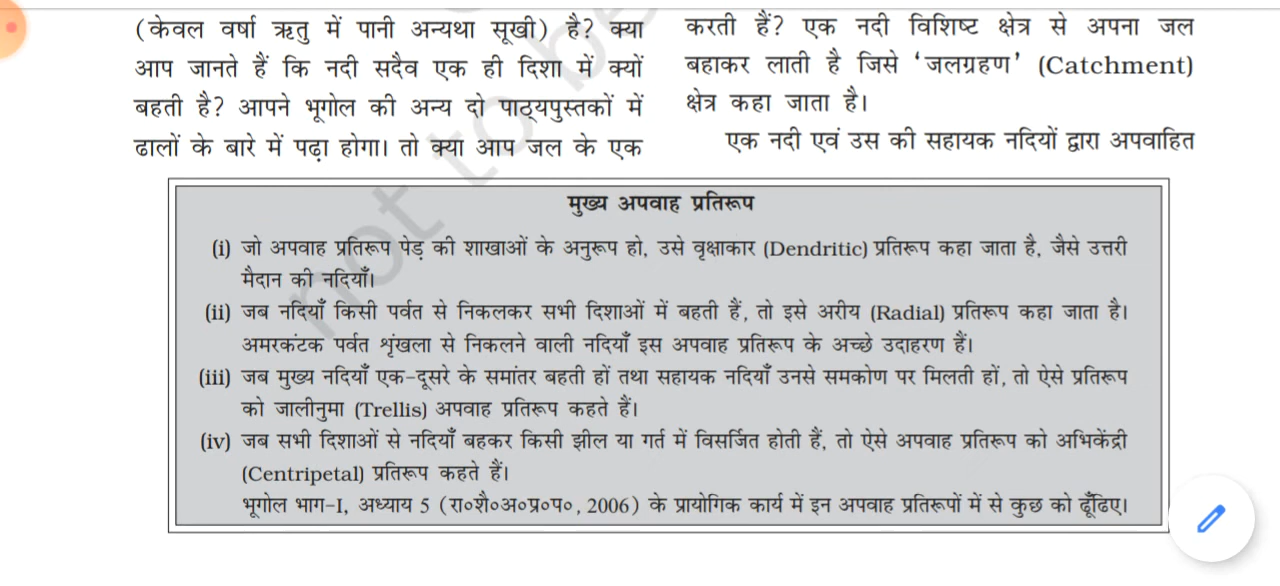 (केवल वर्षा ऋतु में पानी अन्यथा सूखी) है? क्या
आप जानते हैं कि नदी सदैव एक ही दिशा में क्यों
बहती है? आपने भूगोल की अन्य दो पाठ्यपुस्तकों में
ढालों के बारे में पढ़ा होगा। तो क्या आप जल के एक
करती हैं? एक नदी विशिष्ट क्षेत्र से अपना जल
बहाकर लाती है जिसे ‘जलग्रहण’ (Catchment)
क्षेत्र कहा जाता है।
एक नदी एवं उस की सहायक नदियों द्वारा अपवाहित
मुख्य अपवाह प्रतिरूप
(i) जो अपवाह प्रतिरूप पेड़ की शाखाओं के अनुरूप हो, उसे वृक्षाकार (Dendritic) प्रतिरूप कहा जाता है, जैसे उत्तरी
मैदान की नदियाँ।
(ii) जब नदियाँ किसी पर्वत से निकलकर सभी दिशाओं में बहती हैं, तो इसे अरीय (Radial) प्रतिरूप कहा जाता है।
अमरकंटक पर्वत शृंखला से निकलने वाली नदियाँ इस अपवाह प्रतिरूप के अच्छे उदाहरण हैं।
(iii) जब मुख्य नदियाँ एक-दूसरे के समांतर बहती हों तथा सहायक नदियाँ उनसे समकोण पर मिलती हों, तो ऐसे प्रतिरूप
को जालीनुमा (Trellis) अपवाह प्रतिरूप कहते हैं।
(iv) जब सभी दिशाओं से नदियाँ बहकर किसी झील या गर्त में विसर्जित होती हैं, तो ऐसे अपवाह प्रतिरूप को अभिकेंद्री
(Centripetal) प्रतिरूप कहते हैं।
भूगोल भाग-I, अध्याय 5 (रा०शै०अ०प्र०प०, 2006) के प्रायोगिक कार्य में इन अपवाह प्रतिरूपों में से कुछ को ढूँढिए।
not to be